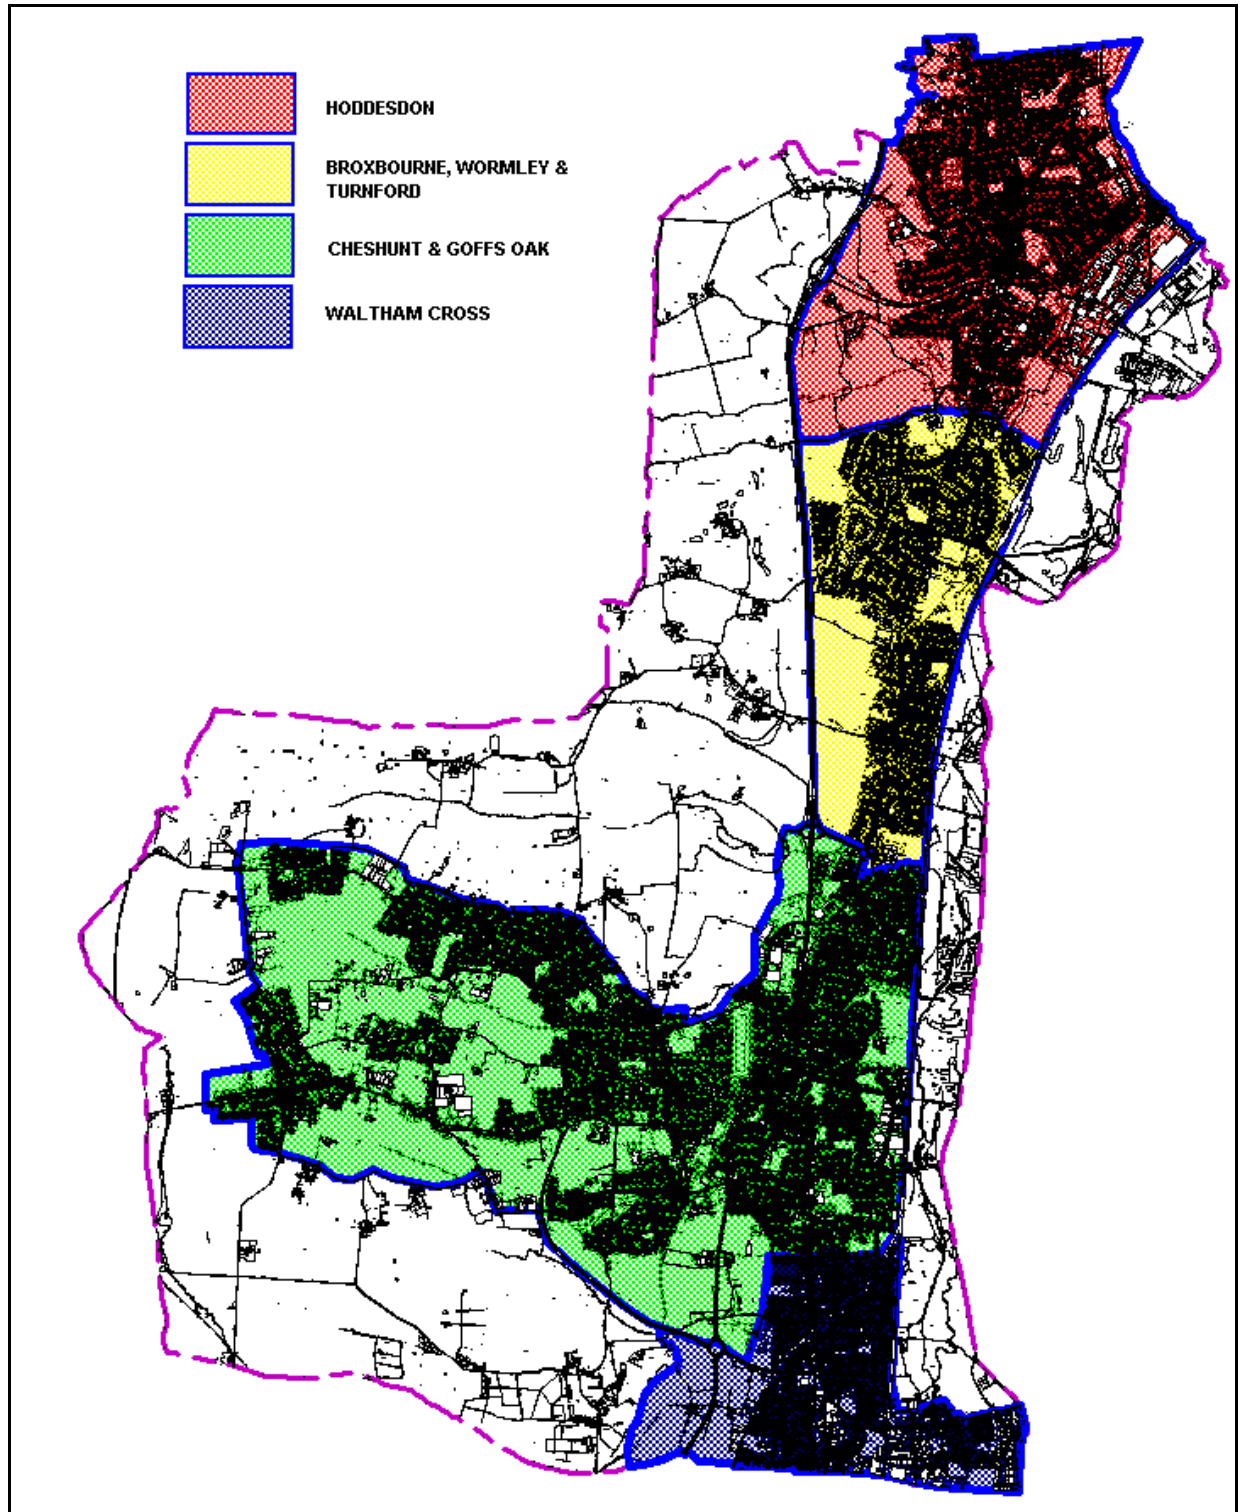 HODDESDON
BROXBOURNE, WORMLEY &
TURNFORD
CHESHUNT & GOFFS OAK
WALTHAM CROSS